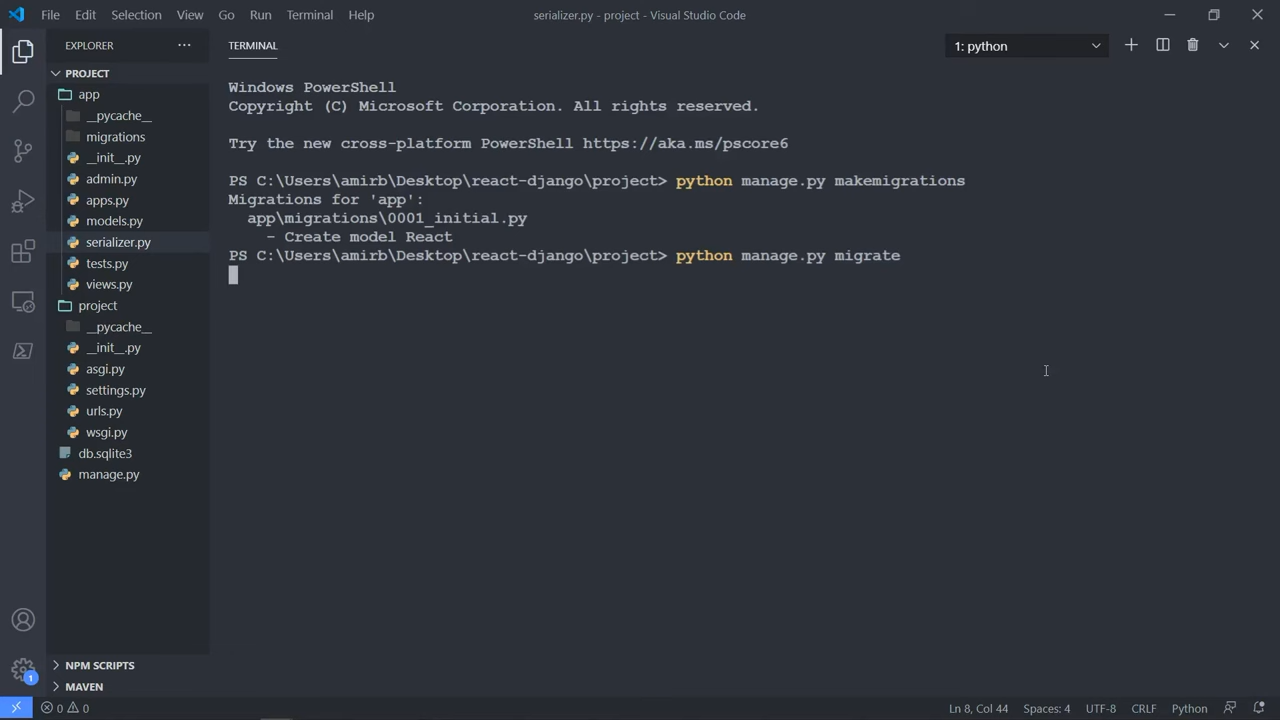 File Edit Selection View Go Run Terminal Help
serializer.py - project - Visual Studio Code
EXPLORER
PROJECT
app
__pycache__
migrations
__init__.py
admin.py
apps.py
models.py
serializer.py
tests.py
views.py
project
__pycache__
__init__.py
asgi.py
settings.py
urls.py
wsgi.py
db.sqlite3
manage.py
NPM SCRIPTS
MAVEN
TERMINAL
1: python
Windows PowerShell
Copyright (C) Microsoft Corporation. All rights reserved.
Try the new cross-platform PowerShell https://aka.ms/pscore6
PS C:\Users\amirb\Desktop\react-django\project> python manage.py makemigrations
Migrations for 'app':
app\migrations\0001_initial.py
- Create model React
PS C:\Users\amirb\Desktop\react-django\project> python manage.py migrate
1
0 0
Ln 8, Col 44 Spaces: 4 UTF-8 CRLF Python